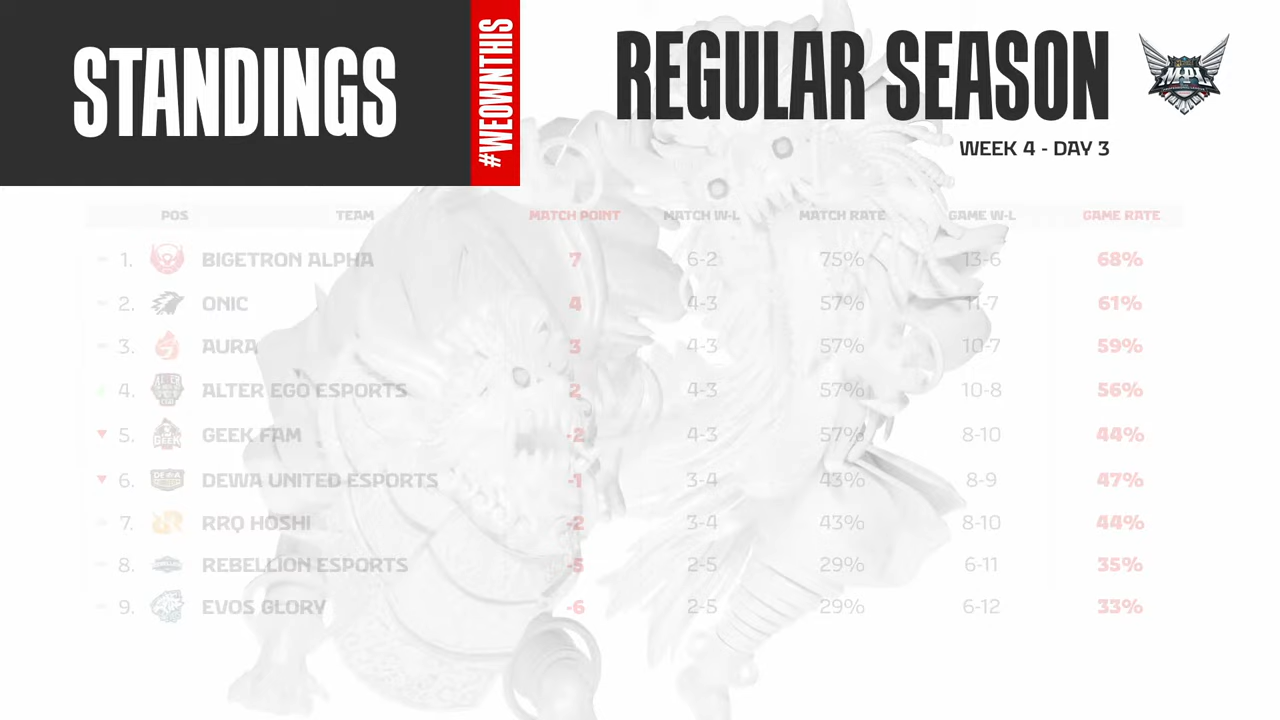 STANDINGS
#WEOWNTHIS
REGULAR SEASON
WEEK 4 - DAY 3
MPL
POS TEAM MATCH POINT MATCH W-L MATCH RATE GAME W-L GAME RATE
1. BIGETRON ALPHA 7 6-2 75% 13-6 68%
2. ONIC 4 4-3 57% 11-7 61%
3. AURA 3 4-3 57% 10-7 59%
4. ALTER EGO ESPORTS 2 4-3 57% 10-8 56%
5. GEEK GEEK FAM -2 4-3 57% 8-10 44%
6. DEWA UNITED ESPORTS -1 3-4 43% 8-9 47%
7. RRQ HOSHI -2 3-4 43% 8-10 44%
8. REBELLION ESPORTS -5 2-5 29% 6-11 35%
9. EVOS GLORY -6 2-5 29% 6-12 33%